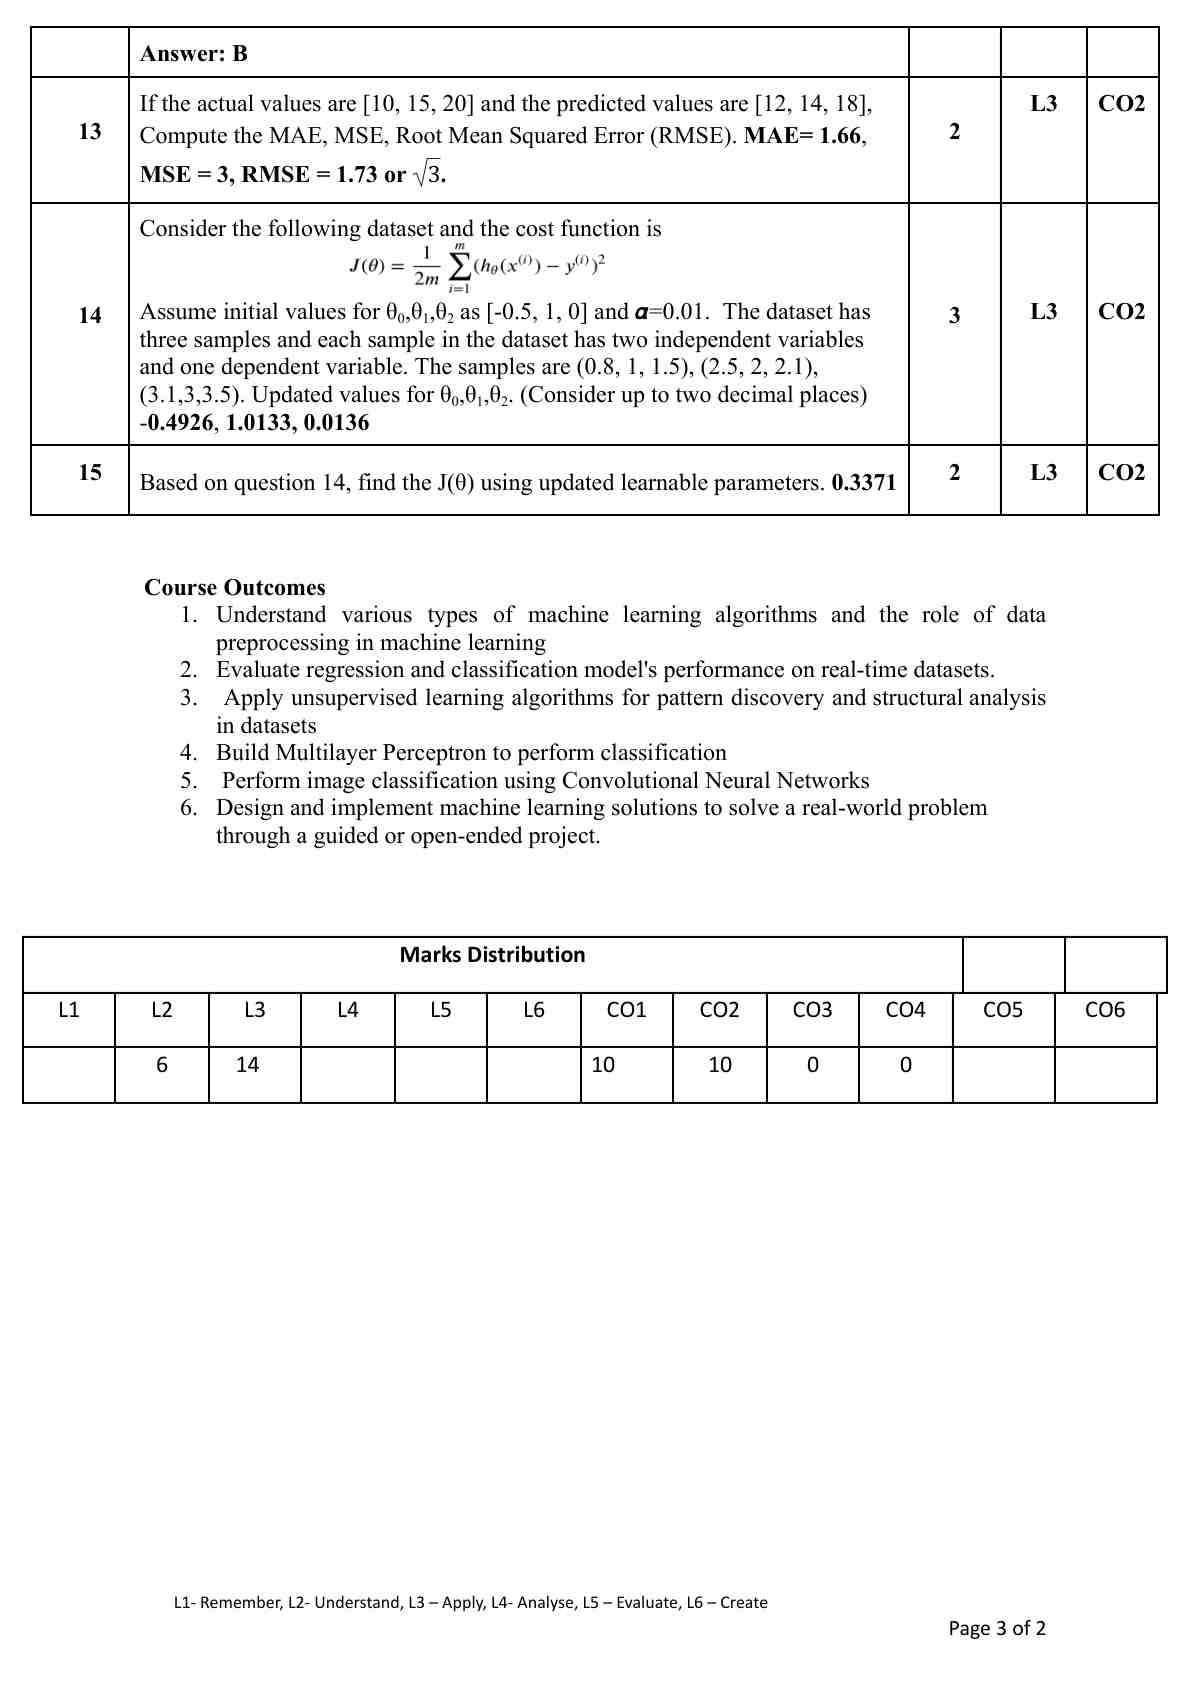 Answer: B
13
If the actual values are [10, 15, 20] and the predicted values are [12, 14, 18],
Compute the MAE, MSE, Root Mean Squared Error (RMSE). MAE= 1.66,
MSE = 3, RMSE = 1.73 or √3.
2
L3
CO2
14
Consider the following dataset and the cost function is
J(θ) = 1/2m ∑_{i=1}^{m} (hθ(x⁽ⁱ⁾) − y⁽ⁱ⁾)²
Assume initial values for θ₀,θ₁,θ₂ as [-0.5, 1, 0] and α=0.01. The dataset has
three samples and each sample in the dataset has two independent variables
and one dependent variable. The samples are (0.8, 1, 1.5), (2.5, 2, 2.1),
(3.1,3,3.5). Updated values for θ₀,θ₁,θ₂. (Consider up to two decimal places)
-0.4926, 1.0133, 0.0136
3
L3
CO2
15
Based on question 14, find the J(θ) using updated learnable parameters. 0.3371
2
L3
CO2
Course Outcomes
1. Understand various types of machine learning algorithms and the role of data
preprocessing in machine learning
2. Evaluate regression and classification model's performance on real-time datasets.
3. Apply unsupervised learning algorithms for pattern discovery and structural analysis
in datasets
4. Build Multilayer Perceptron to perform classification
5. Perform image classification using Convolutional Neural Networks
6. Design and implement machine learning solutions to solve a real-world problem
through a guided or open-ended project.
Marks Distribution
L1 L2 L3 L4 L5 L6 CO1 CO2 CO3 CO4 CO5 CO6
6 14 10 10 0 0
L1- Remember, L2- Understand, L3 – Apply, L4- Analyse, L5 – Evaluate, L6 – Create
Page 3 of 2